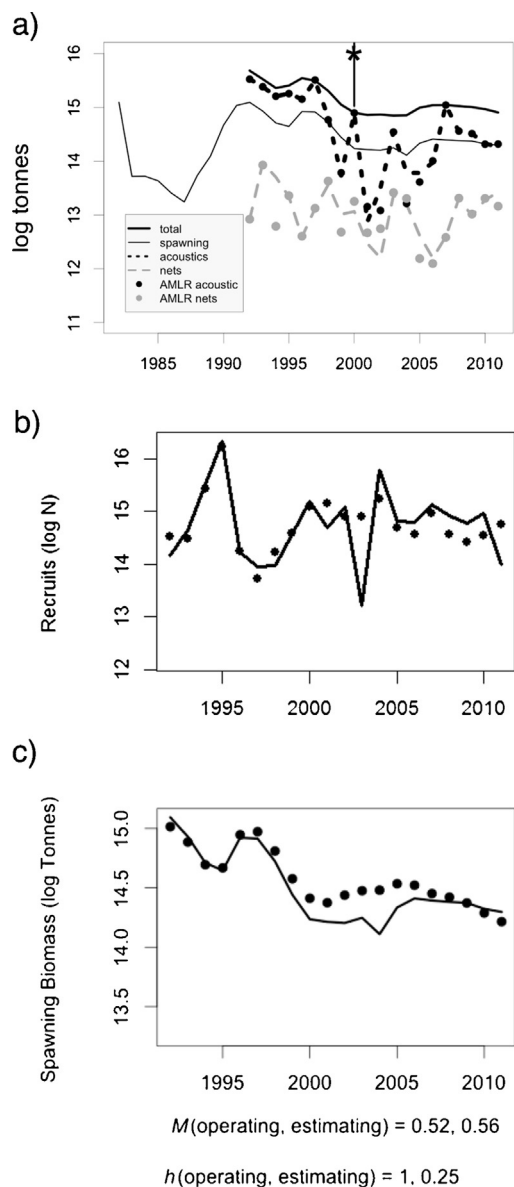 a)
16
15
14
13
12
11
log tonnes
*
total
spawning
acoustics
nets
AMLR acoustic
AMLR nets
1985 1990 1995 2000 2005 2010
b)
16
15
14
13
12
Recruits (log N)
1995 2000 2005 2010
c)
15.0
14.5
14.0
13.5
Spawning Biomass (log Tonnes)
1995 2000 2005 2010
M(operating, estimating) = 0.52, 0.56
h(operating, estimating) = 1, 0.25